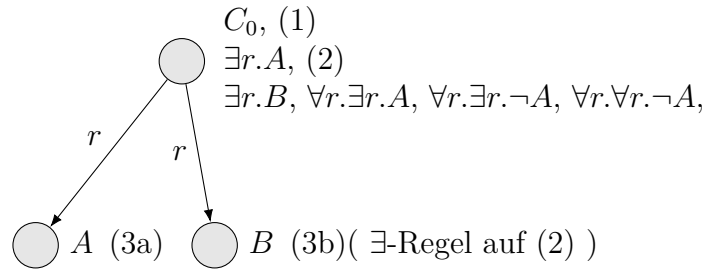 C₀, (1)
∃r.A, (2)
∃r.B, ∀r.∃r.A, ∀r.∃r.¬A, ∀r.∀r.¬A,
r
r
A (3a)
B (3b)( ∃-Regel auf (2) )